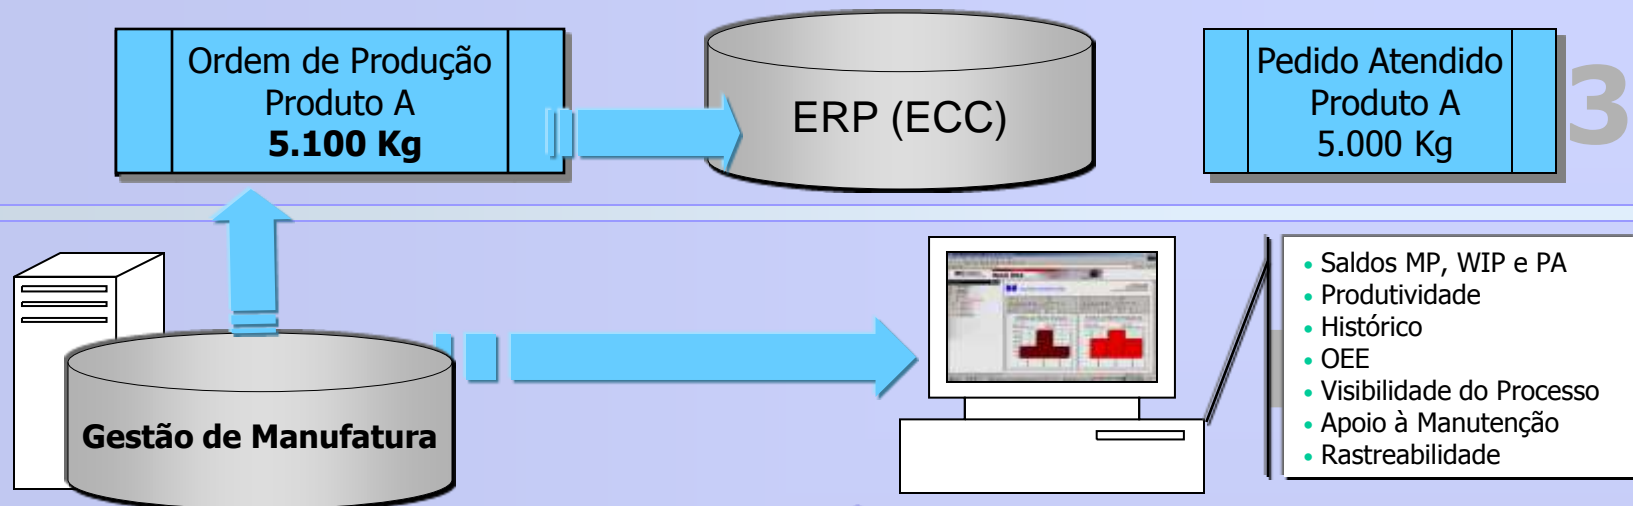 Ordem de Produção
Produto A
5.100 Kg
ERP (ECC)
Pedido Atendido
Produto A
5.000 Kg
3
Gestão de Manufatura
• Saldos MP, WIP e PA
• Produtividade
• Histórico
• OEE
• Visibilidade do Processo
• Apoio à Manutenção
• Rastreabilidade